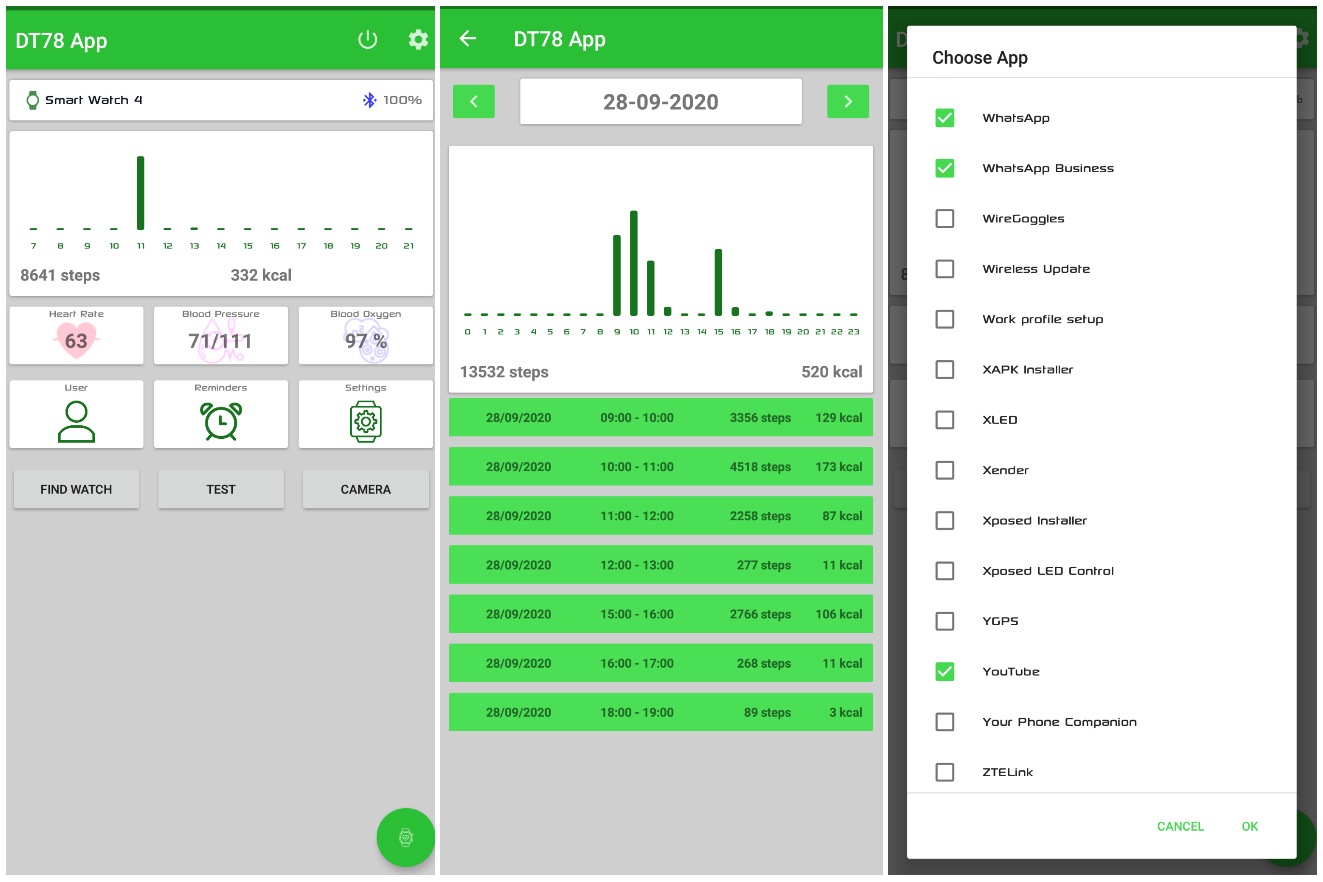 DT78 App
Smart Watch 4 100%
7 8 9 10 11 12 13 14 15 16 17 18 19 20 21
8641 steps 332 kcal
Heart Rate Blood Pressure Blood Oxygen
63 71/111 97 %
User Reminders Settings
FIND WATCH TEST CAMERA
DT78 App
28-09-2020
0 1 2 3 4 5 6 7 8 9 10 11 12 13 14 15 16 17 18 19 20 21 22 23
13532 steps 520 kcal
28/09/2020 09:00 - 10:00 3356 steps 129 kcal
28/09/2020 10:00 - 11:00 4518 steps 173 kcal
28/09/2020 11:00 - 12:00 2258 steps 87 kcal
28/09/2020 12:00 - 13:00 277 steps 11 kcal
28/09/2020 15:00 - 16:00 2766 steps 106 kcal
28/09/2020 16:00 - 17:00 268 steps 11 kcal
28/09/2020 18:00 - 19:00 89 steps 3 kcal
Choose App
WhatsApp
WhatsApp Business
WireGoggles
Wireless Update
Work profile setup
XAPK Installer
XLED
Xender
Xposed Installer
Xposed LED Control
YGPS
YouTube
Your Phone Companion
ZTELink
CANCEL OK